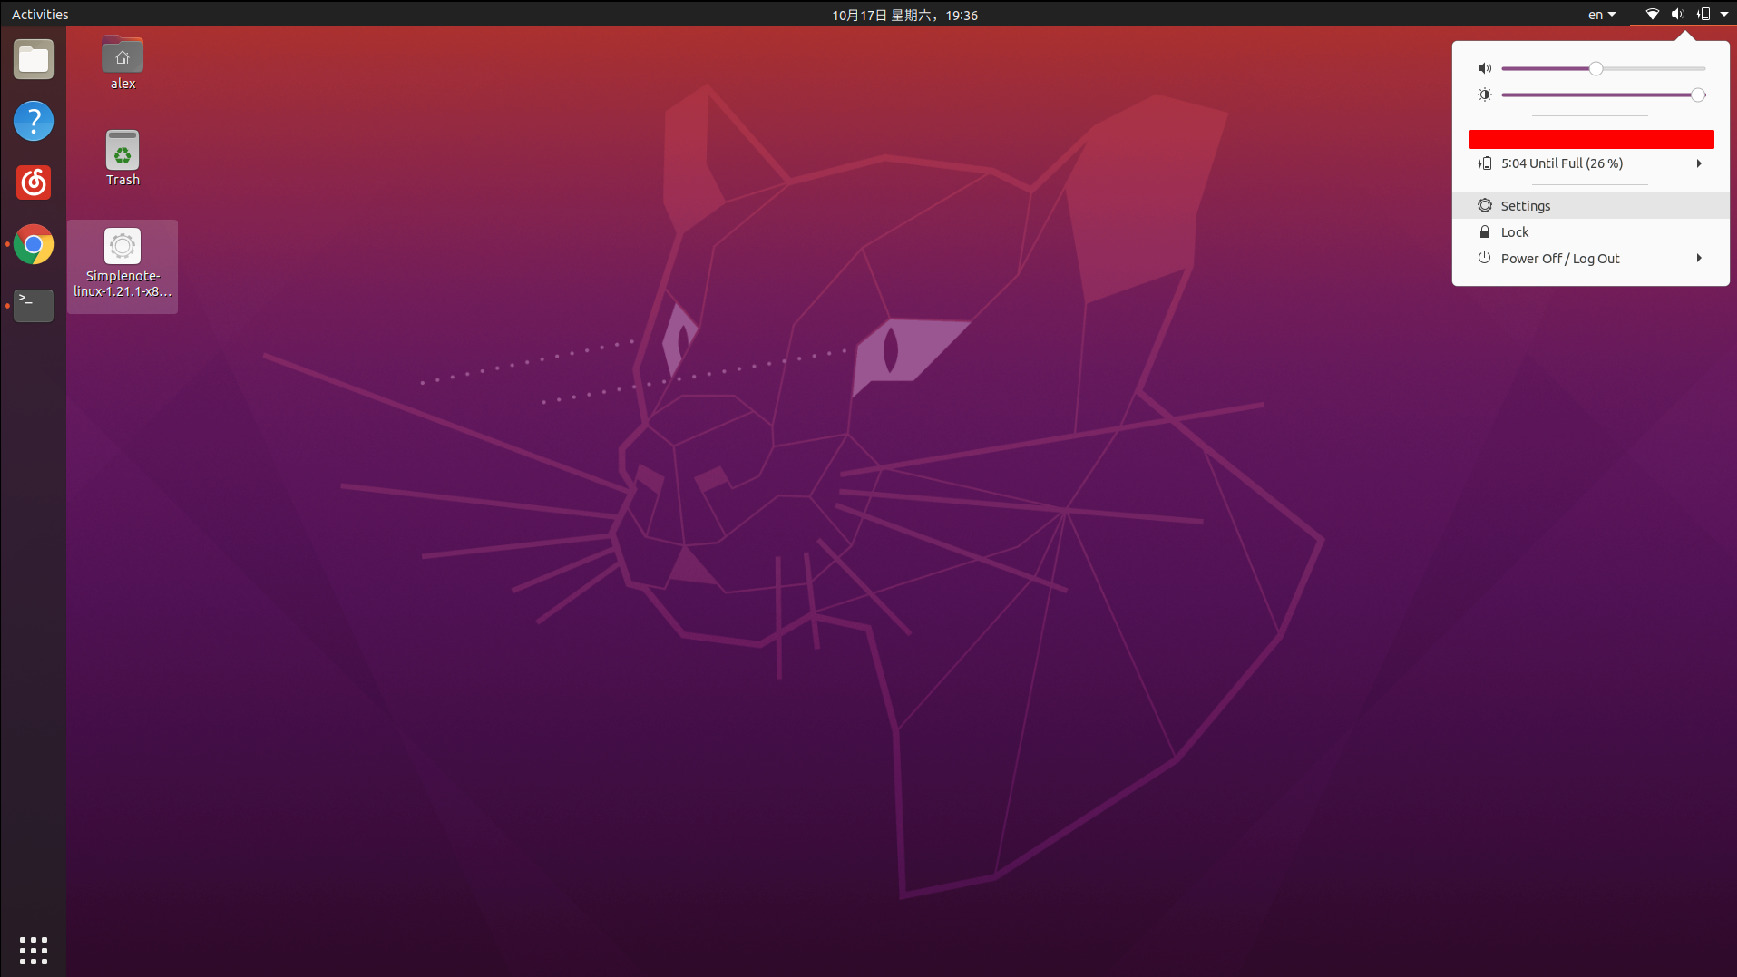 Activities
10月17日 星期六，19:36
en
alex
Trash
Simplenote-
linux-1.21.1-x8...
5:04 Until Full (26 %)
Settings
Lock
Power Off / Log Out